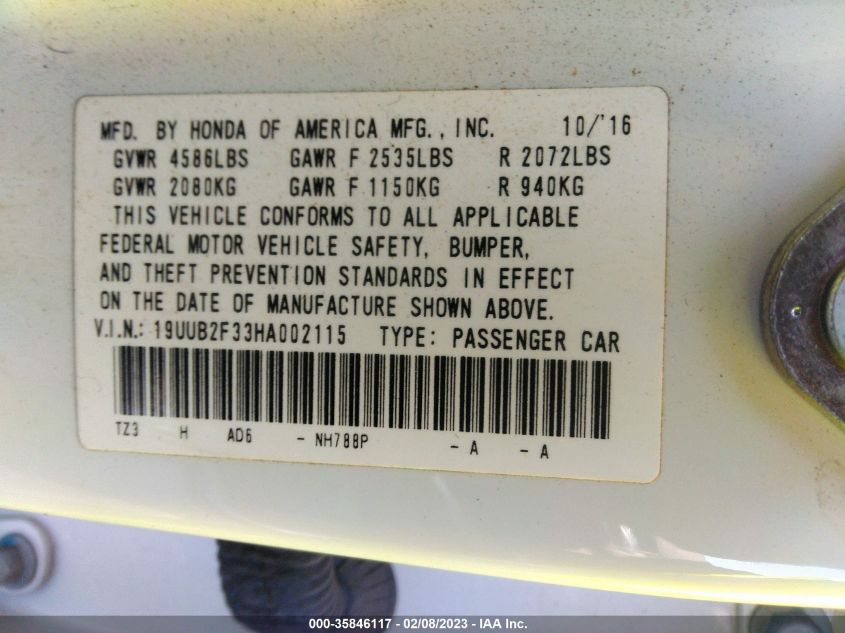 MFD. BY HONDA OF AMERICA MFG., INC. 10/'16
GVWR 4586LBS GAWR F 2535LBS R 2072LBS
GVWR 2080KG GAWR F 1150KG R 940KG
THIS VEHICLE CONFORMS TO ALL APPLICABLE
FEDERAL MOTOR VEHICLE SAFETY, BUMPER,
AND THEFT PREVENTION STANDARDS IN EFFECT
ON THE DATE OF MANUFACTURE SHOWN ABOVE.
V.I.N.: 19UUB2F33HA002115 TYPE: PASSENGER CAR
TZ3 H AD6 - NH788P - A - A
000-35846117 - 02/08/2023 - IAA Inc.